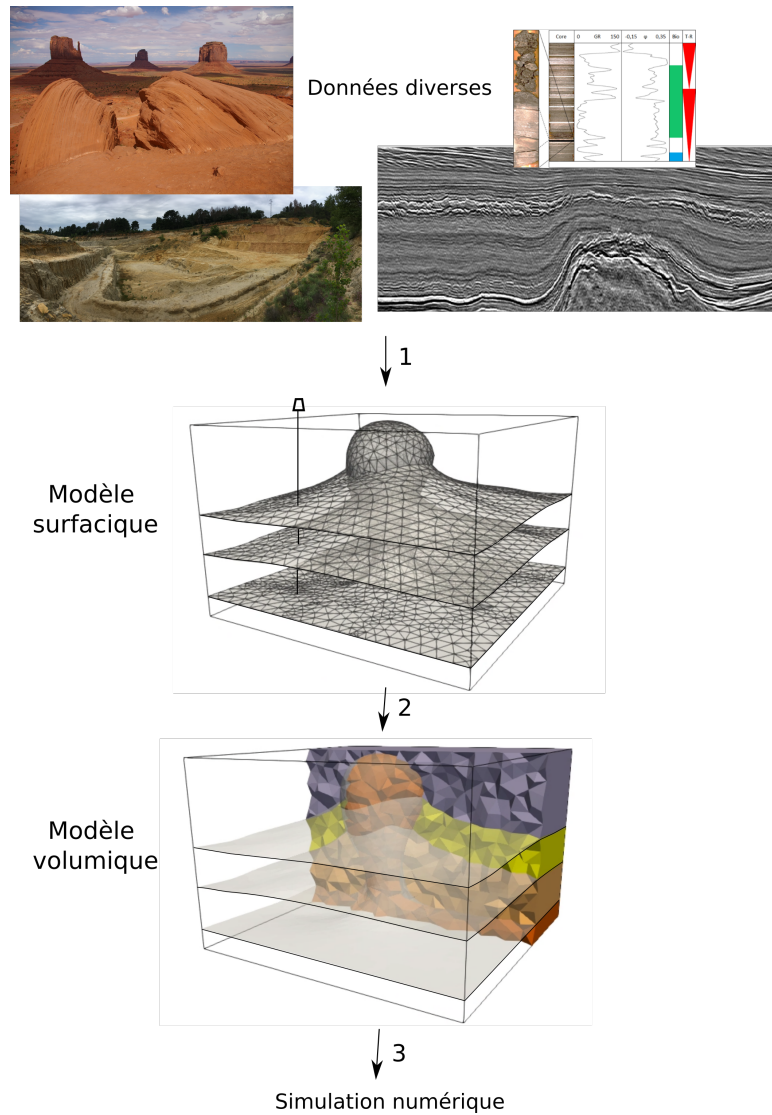 Données diverses
Core 0 GR 150 -0,15 φ 0,35 Bio T-R
1
Modèle
surfacique
2
Modèle
volumique
3
Simulation numérique